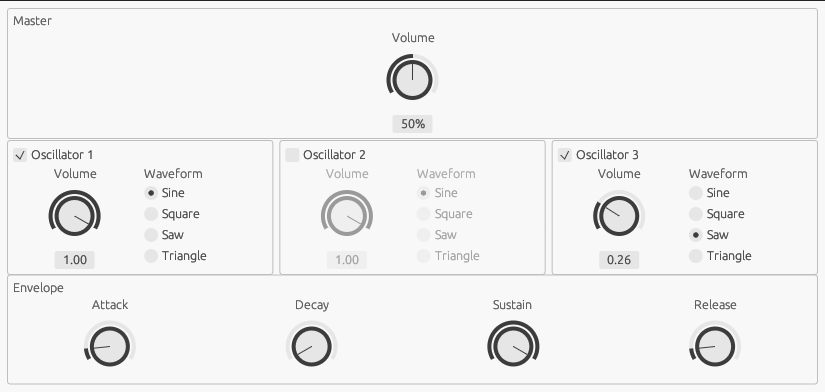 Master
Volume
50%
Oscillator 1
Volume
Waveform
Sine
Square
Saw
Triangle
1.00
Oscillator 2
Volume
Waveform
Sine
Square
Saw
Triangle
1.00
Oscillator 3
Volume
Waveform
Sine
Square
Saw
Triangle
0.26
Envelope
Attack
Decay
Sustain
Release